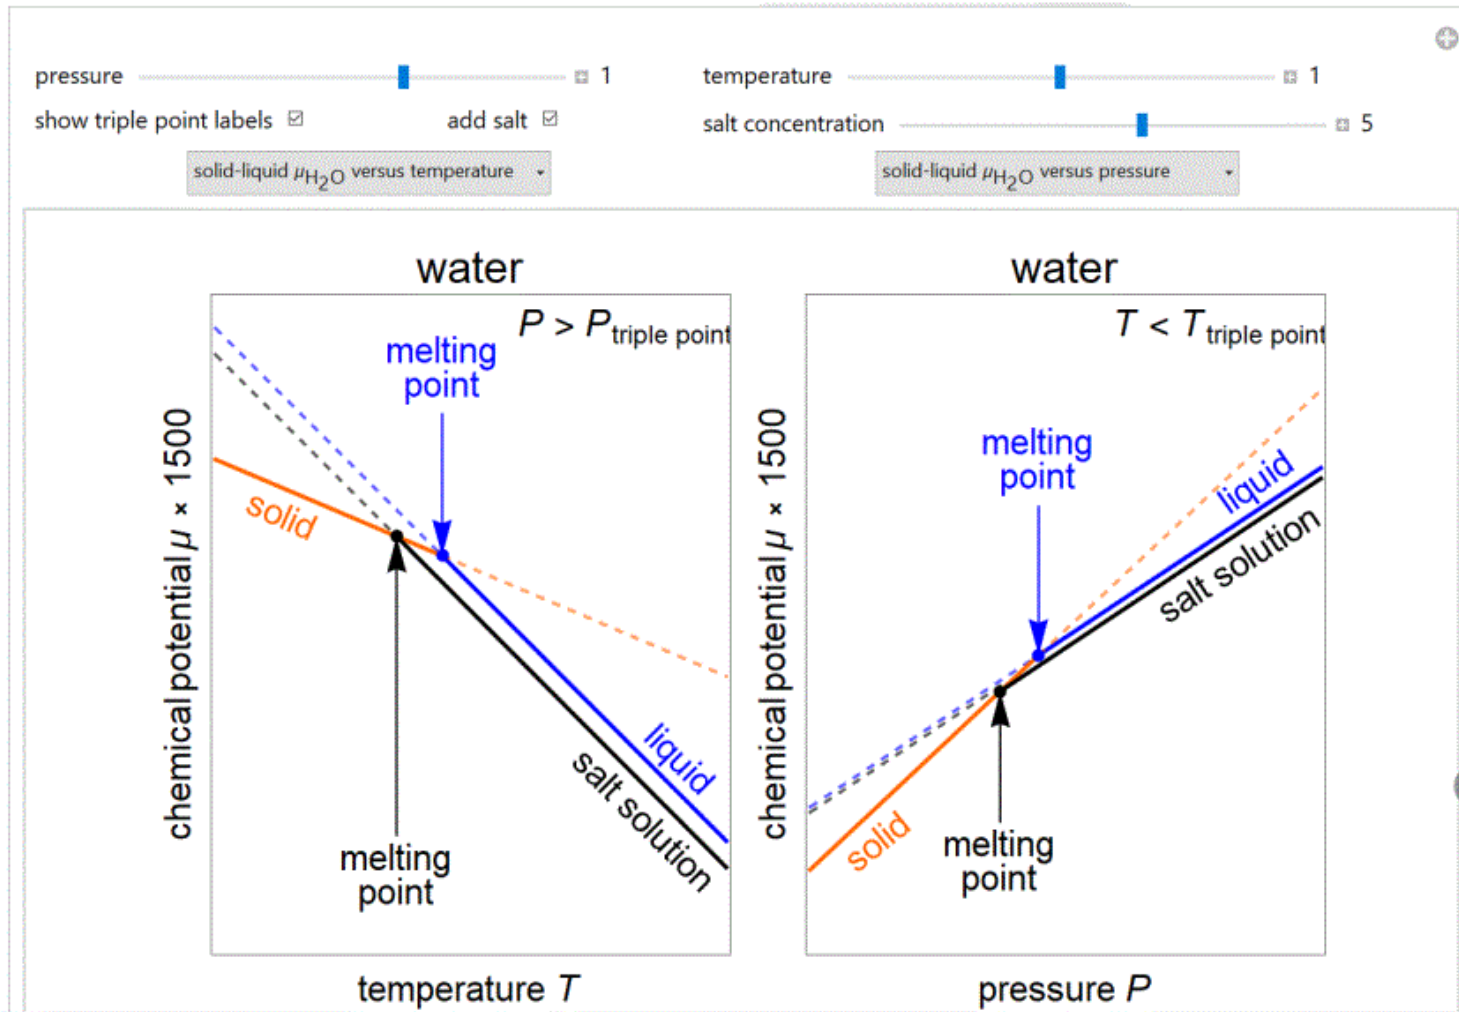 pressure 1
temperature 1
show triple point labels
add salt
salt concentration 5
solid-liquid μH2O versus temperature
solid-liquid μH2O versus pressure
water
P > Ptriple point
melting
point
solid
liquid
salt solution
melting
point
chemical potential μ × 1500
temperature T
water
T < Ttriple point
melting
point
liquid
salt solution
solid
melting
point
chemical potential μ × 1500
pressure P